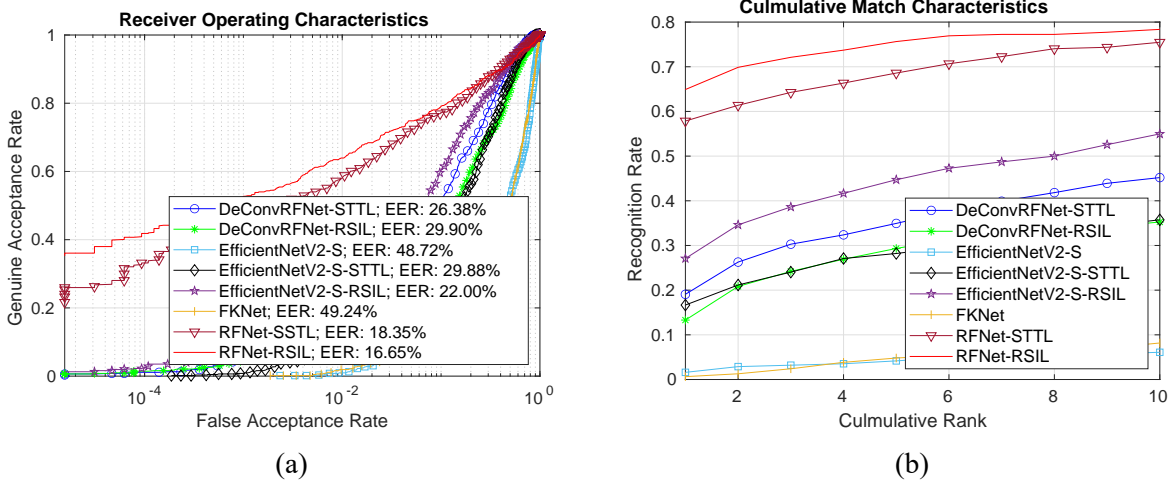 Receiver Operating Characteristics
Genuine Acceptance Rate
1
0.8
0.6
0.4
0.2
0
10-4
10-2
100
False Acceptance Rate
DeConvRFNet-STTL; EER: 26.38%
DeConvRFNet-RSIL; EER: 29.90%
EfficientNetV2-S; EER: 48.72%
EfficientNetV2-S-STTL; EER: 29.88%
EfficientNetV2-S-RSIL; EER: 22.00%
FKNet; EER: 49.24%
RFNet-SSTL; EER: 18.35%
RFNet-RSIL; EER: 16.65%
(a)
Culmulative Match Characteristics
Recognition Rate
0.8
0.7
0.6
0.5
0.4
0.3
0.2
0.1
0
2
4
6
8
10
Culmulative Rank
DeConvRFNet-STTL
DeConvRFNet-RSIL
EfficientNetV2-S
EfficientNetV2-S-STTL
EfficientNetV2-S-RSIL
FKNet
RFNet-STTL
RFNet-RSIL
(b)